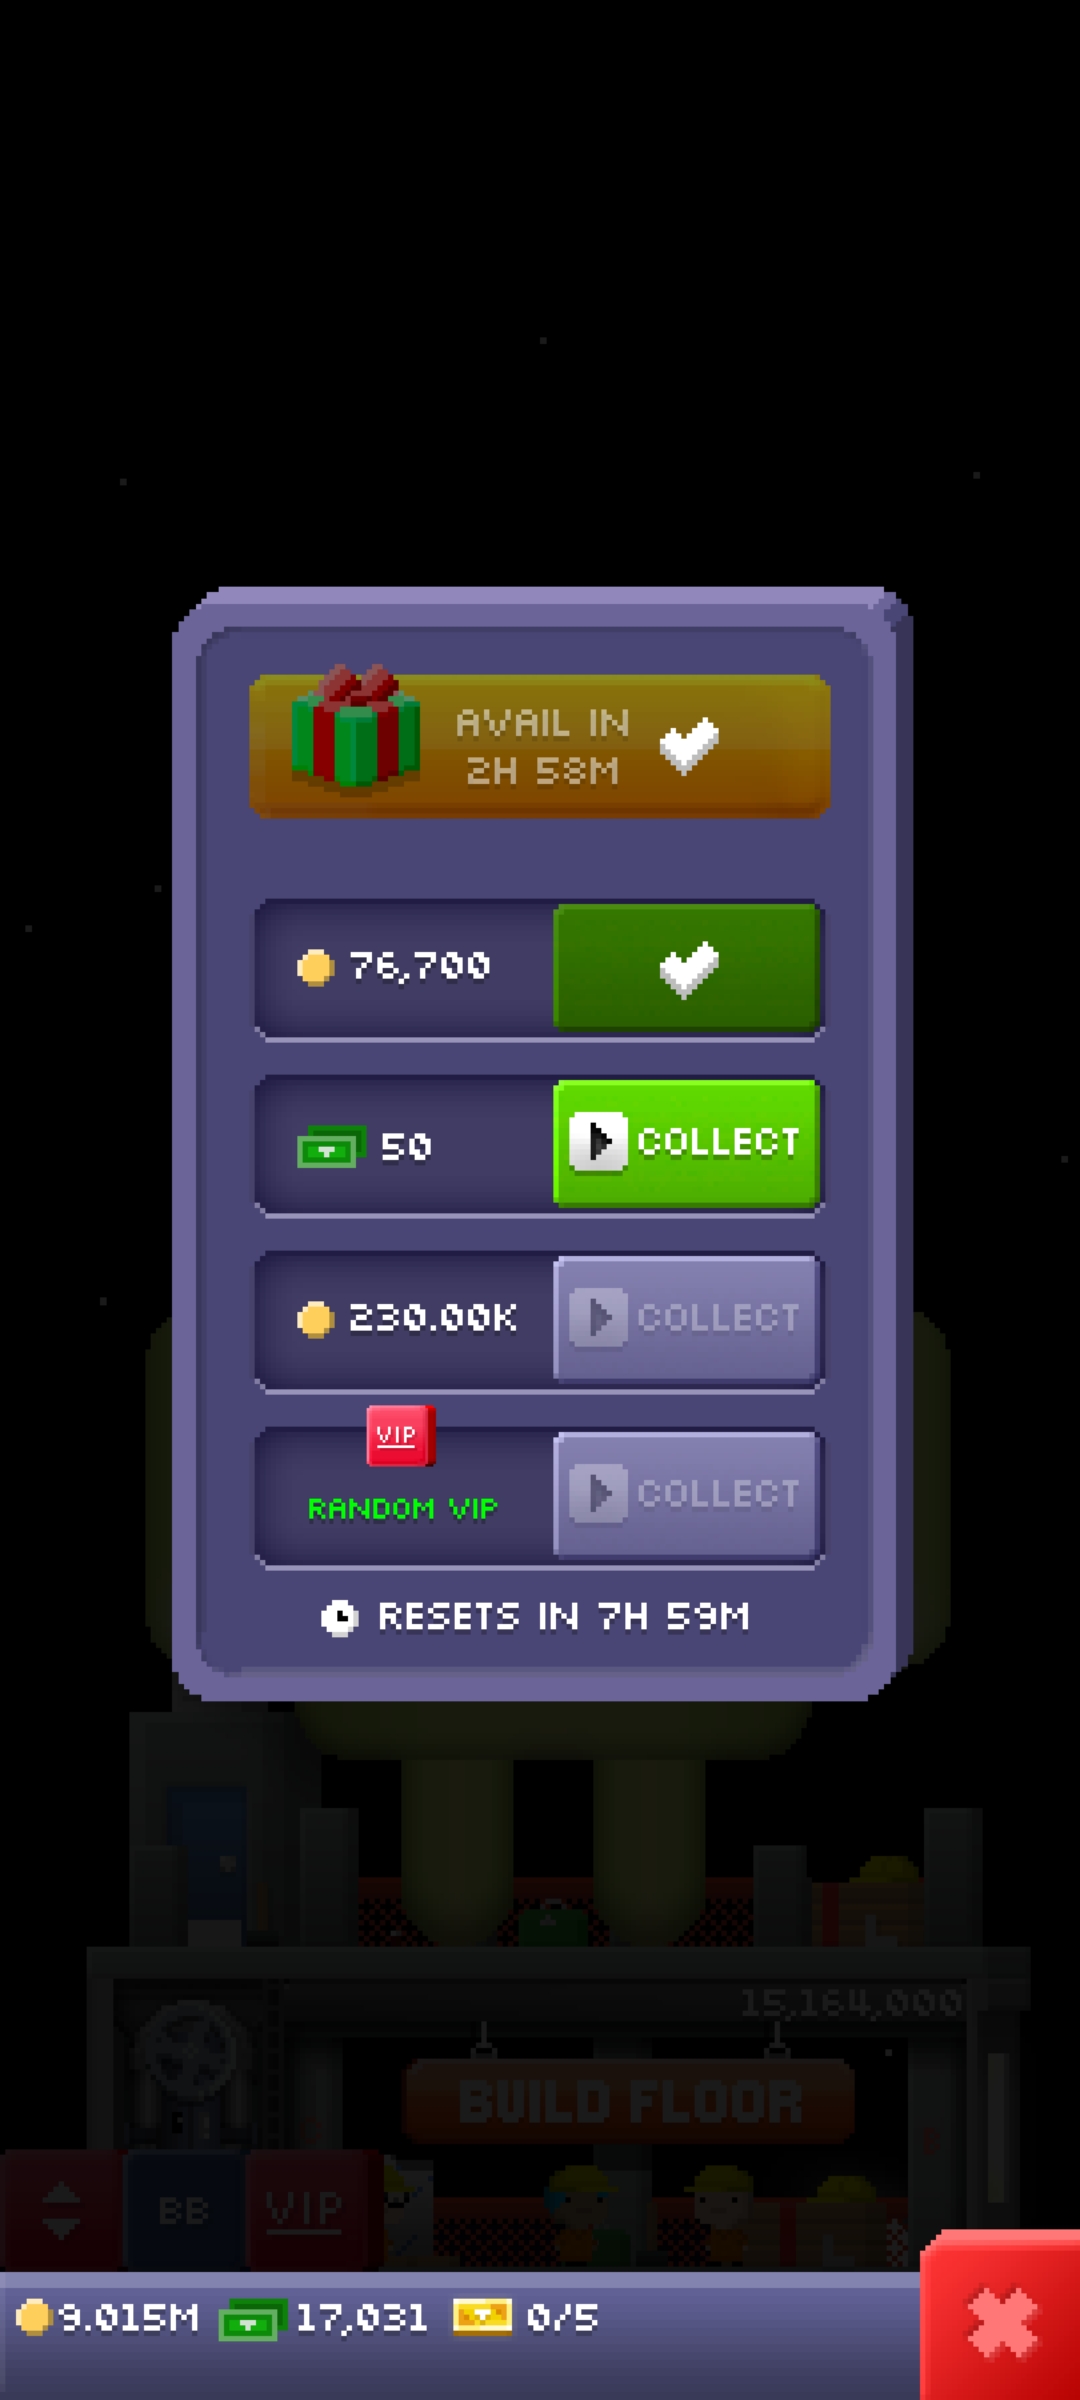 AVAIL IN
2H 58M
76,700
50
COLLECT
230.00K
COLLECT
VIP
RANDOM VIP
COLLECT
RESETS IN 7H 59M
15,164,000
BUILD FLOOR
BB
VIP
9.015M
17,031
0/5